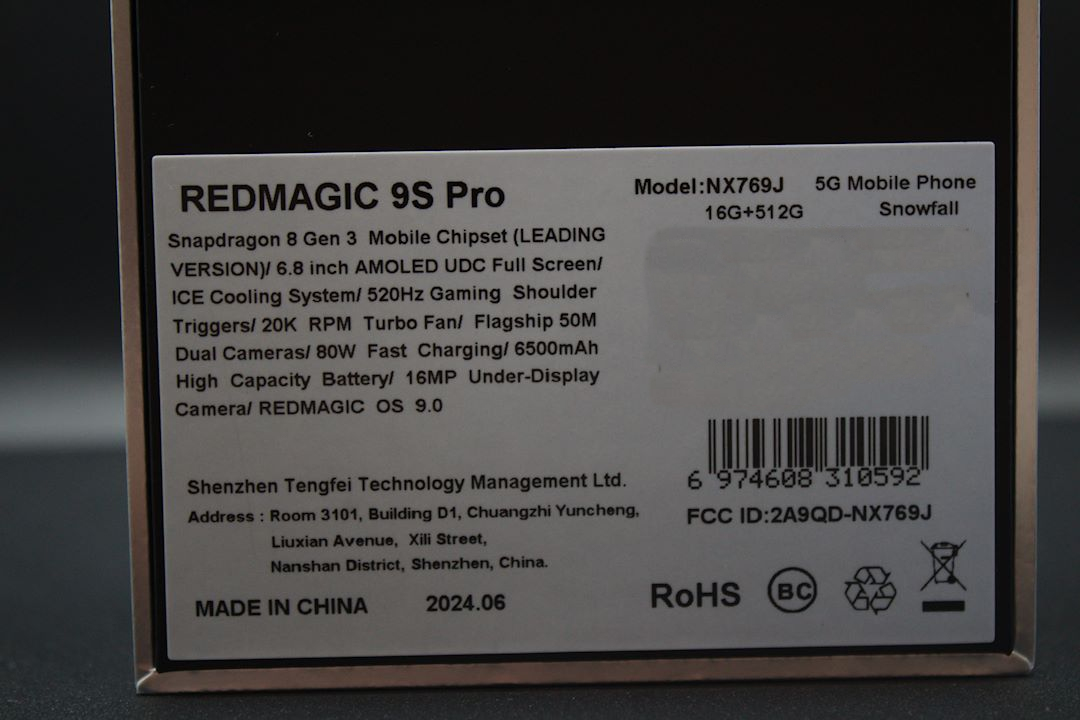 REDMAGIC 9S Pro
Model:NX769J 5G Mobile Phone
16G+512G Snowfall
Snapdragon 8 Gen 3 Mobile Chipset (LEADING
VERSION)/ 6.8 inch AMOLED UDC Full Screen/
ICE Cooling System/ 520Hz Gaming Shoulder
Triggers/ 20K RPM Turbo Fan/ Flagship 50M
Dual Cameras/ 80W Fast Charging/ 6500mAh
High Capacity Battery/ 16MP Under-Display
Camera/ REDMAGIC OS 9.0
6 974608 310592
Shenzhen Tengfei Technology Management Ltd.
Address : Room 3101, Building D1, Chuangzhi Yuncheng,
Liuxian Avenue, Xili Street,
Nanshan District, Shenzhen, China.
FCC ID:2A9QD-NX769J
MADE IN CHINA 2024.06
RoHS BC